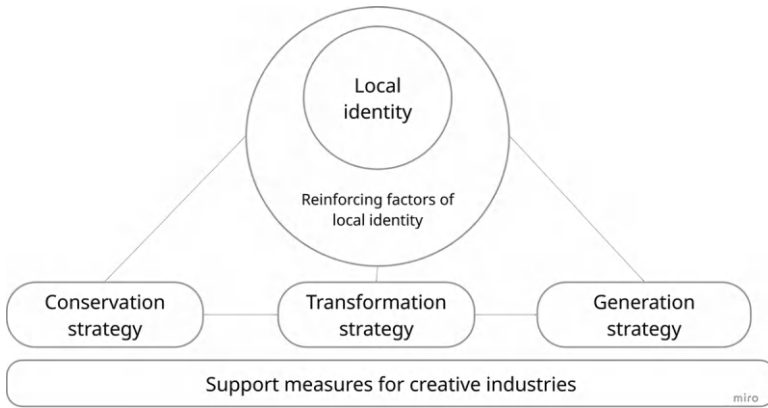 Local
identity
Reinforcing factors of
local identity
Conservation
strategy
Transformation
strategy
Generation
strategy
Support measures for creative industries
miro